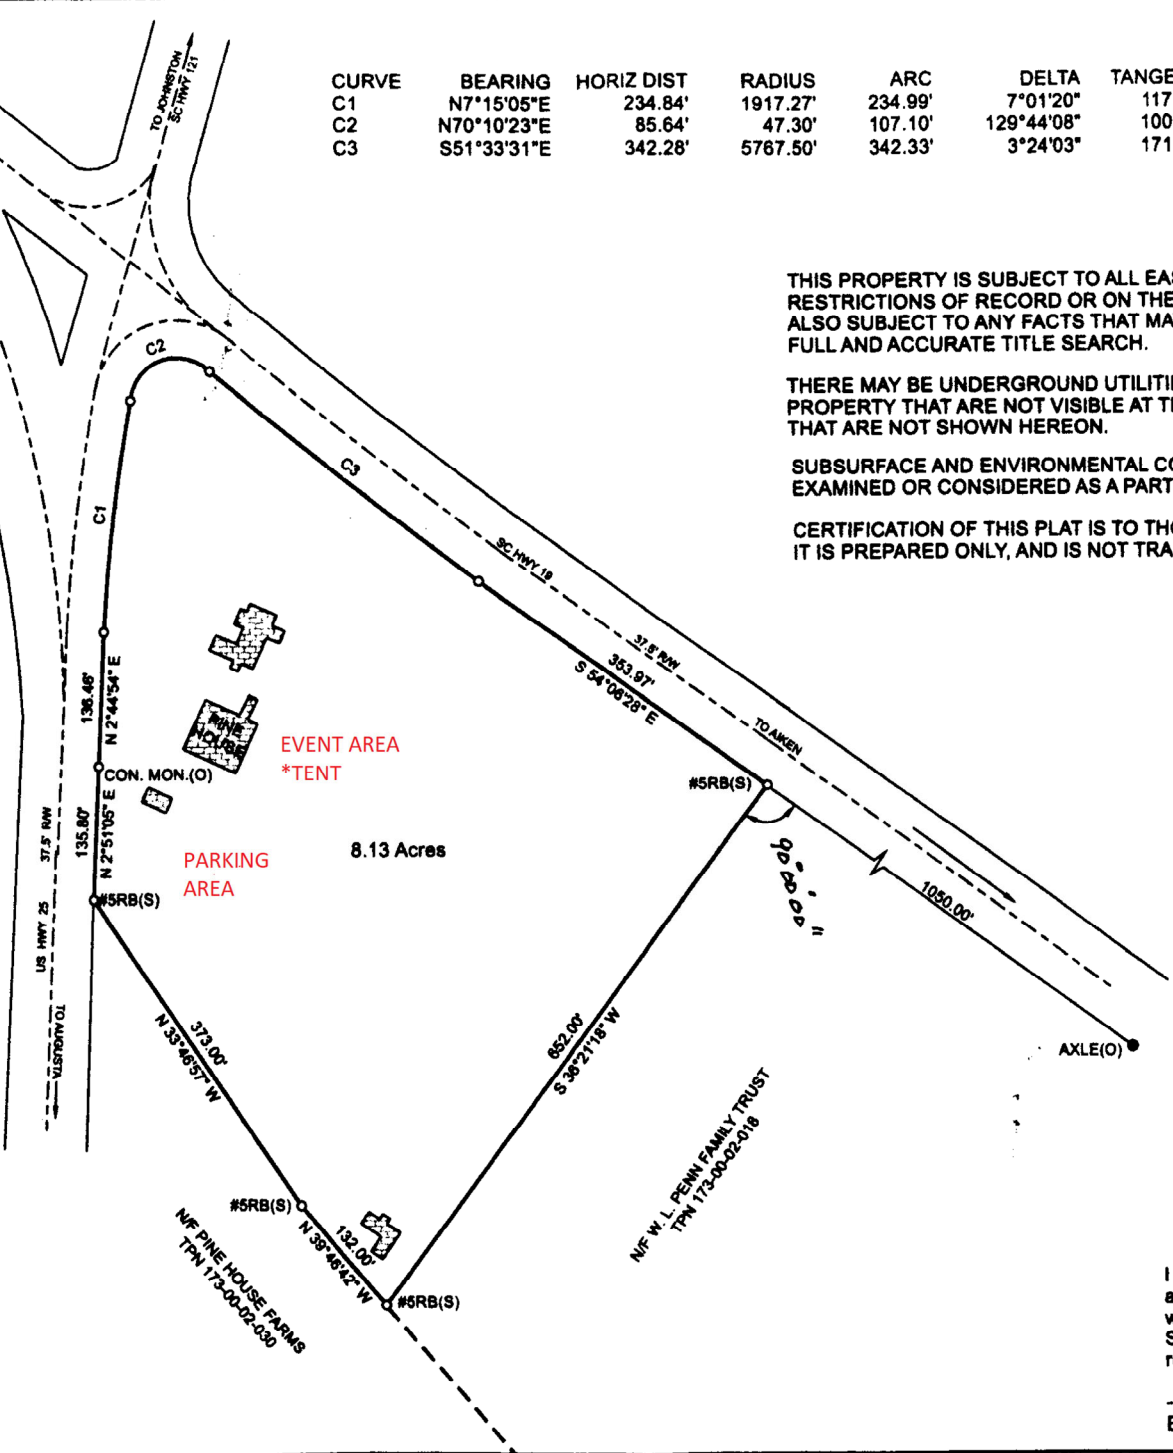 CURVE BEARING HORIZ DIST RADIUS ARC DELTA TANGE
C1 N7°15'05"E 234.84' 1917.27' 234.99' 7°01'20" 117
C2 N70°10'23"E 85.64' 47.30' 107.10' 129°44'08" 100
C3 S51°33'31"E 342.28' 5767.50' 342.33' 3°24'03" 171
TO JOHNSTON
SC HWY 121
THIS PROPERTY IS SUBJECT TO ALL EAS
RESTRICTIONS OF RECORD OR ON THE
ALSO SUBJECT TO ANY FACTS THAT MA
FULL AND ACCURATE TITLE SEARCH.
THERE MAY BE UNDERGROUND UTILITI
PROPERTY THAT ARE NOT VISIBLE AT T
THAT ARE NOT SHOWN HEREON.
SUBSURFACE AND ENVIRONMENTAL CO
EXAMINED OR CONSIDERED AS A PART
CERTIFICATION OF THIS PLAT IS TO THO
IT IS PREPARED ONLY, AND IS NOT TRA
C2
C3
C1
SC HWY 19
37.5' R/W
353.97'
S 54°06'28" E
TO AIKEN
136.46'
N 2°44'54" E
PINE
HOUSE
EVENT AREA
*TENT
CON. MON.(O)
#5RB(S)
135.80'
N 2°51'05" E
37.5' R/W
PARKING
AREA
8.13 Acres
90°00'00"
1050.00'
#5RB(S)
US HWY 25
TO AUGUSTA
373.00'
N 33°46'57" W
652.00'
S 36°21'18" W
AXLE(O)
N/F W. L. PENN FAMILY TRUST
TPN 173-00-02-018
#5RB(S)
132.00'
N 39°46'42" W
#5RB(S)
N/F PINE HOUSE FARMS
TPN 173-00-02-030
I
a
v
S
r
E